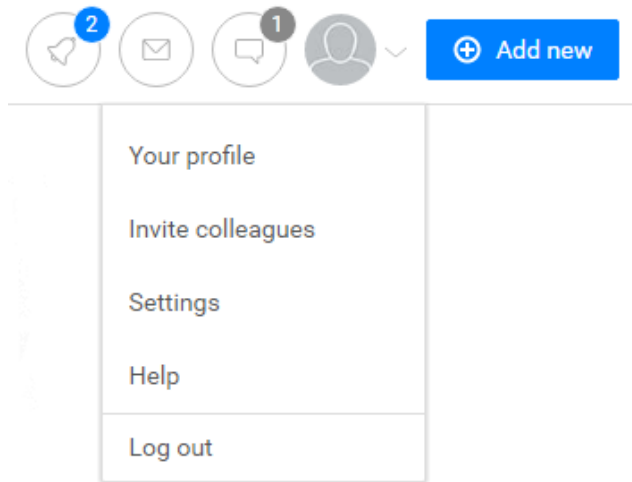 2
1
Add new
Your profile
Invite colleagues
Settings
Help
Log out